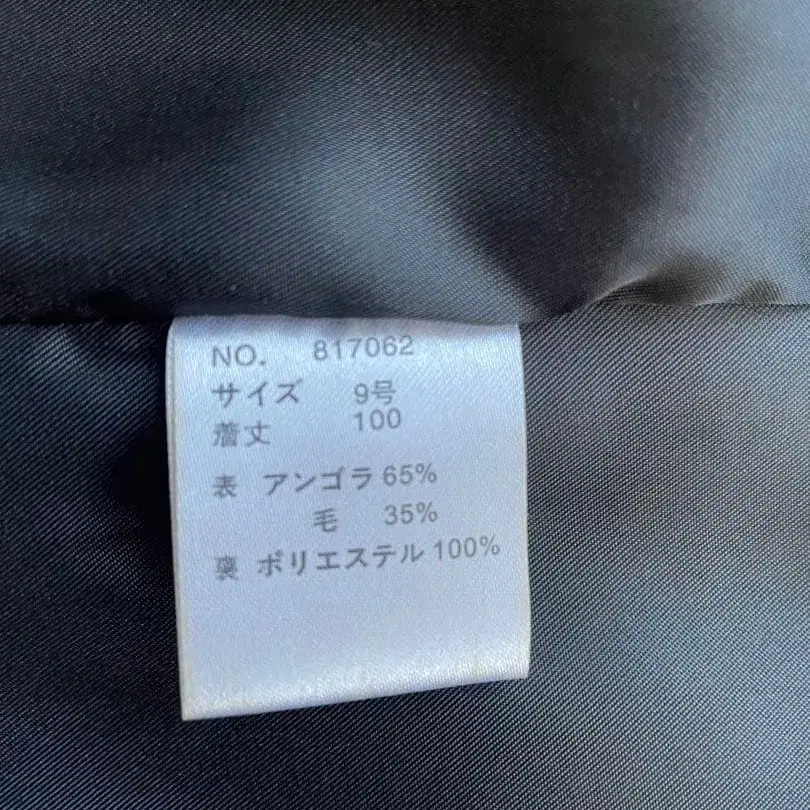 NO. 817062
サイズ 9号
着丈 100
表 アンゴラ 65%
毛 35%
裏 ポリエステル 100%